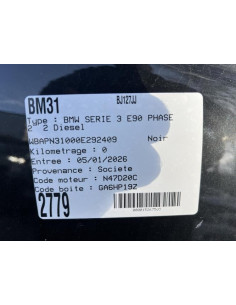 BM31
BJ127JJ
Type : BMW SERIE 3 E90 PHASE
2 2 Diesel
WBAPN31000E292409 Noir
Kilometrage : 0
Entree : 05/01/2026
Provenance : Societe
Code moteur : N47D20C
Code boite : GA6HP19Z
2779